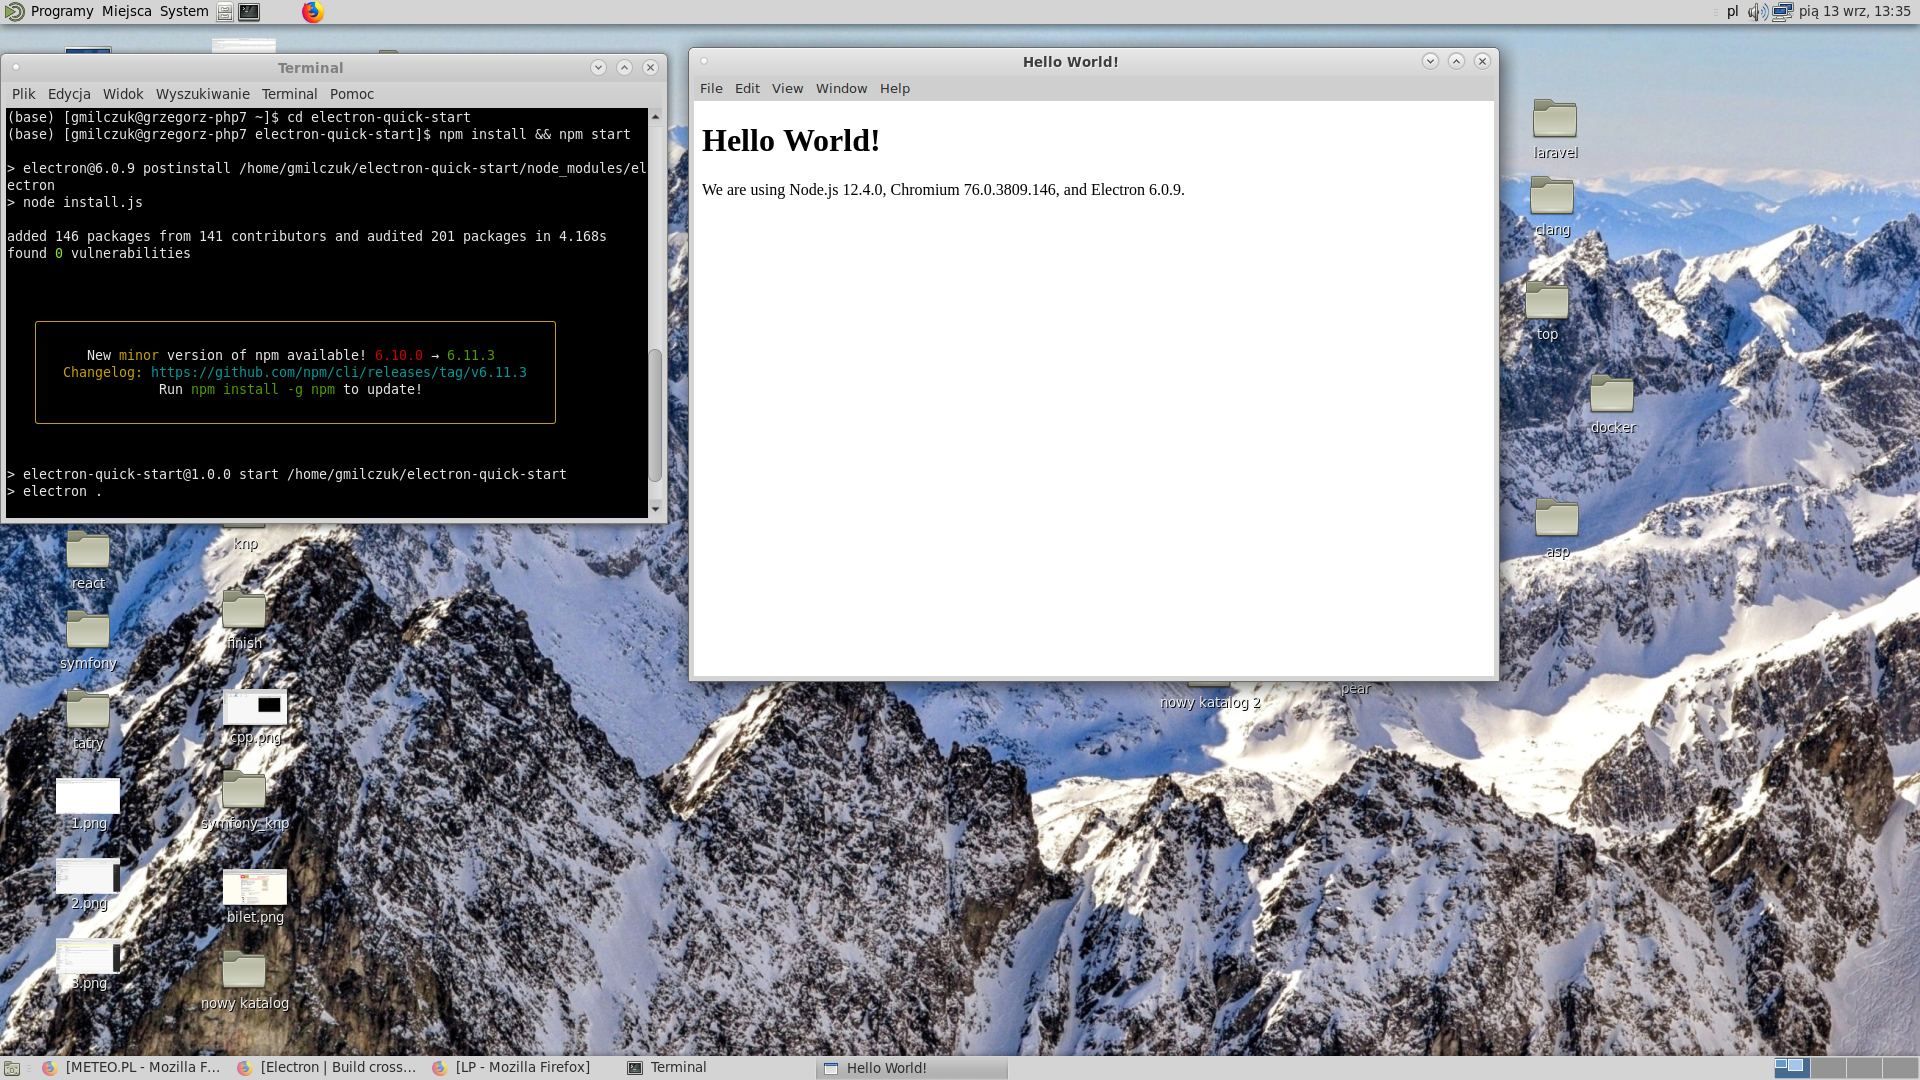 Programy Miejsca System
pl pią 13 wrz, 13:35
Terminal
Plik Edycja Widok Wyszukiwanie Terminal Pomoc
(base) [gmilczuk@grzegorz-php7 ~]$ cd electron-quick-start
(base) [gmilczuk@grzegorz-php7 electron-quick-start]$ npm install && npm start
> electron@6.0.9 postinstall /home/gmilczuk/electron-quick-start/node_modules/el
ectron
> node install.js
added 146 packages from 141 contributors and audited 201 packages in 4.168s
found 0 vulnerabilities
New minor version of npm available! 6.10.0 → 6.11.3
Changelog: https://github.com/npm/cli/releases/tag/v6.11.3
Run npm install -g npm to update!
> electron-quick-start@1.0.0 start /home/gmilczuk/electron-quick-start
> electron .
Hello World!
File Edit View Window Help
Hello World!
We are using Node.js 12.4.0, Chromium 76.0.3809.146, and Electron 6.0.9.
laravel
clang
top
docker
asp
knp
react
finish
symfony
nowy katalog 2
pear
tatry
cpp.png
1.png
symfony_knp
2.png
bilet.png
3.png
nowy katalog
[METEO.PL - Mozilla F...
[Electron | Build cross...
[LP - Mozilla Firefox]
Terminal
Hello World!